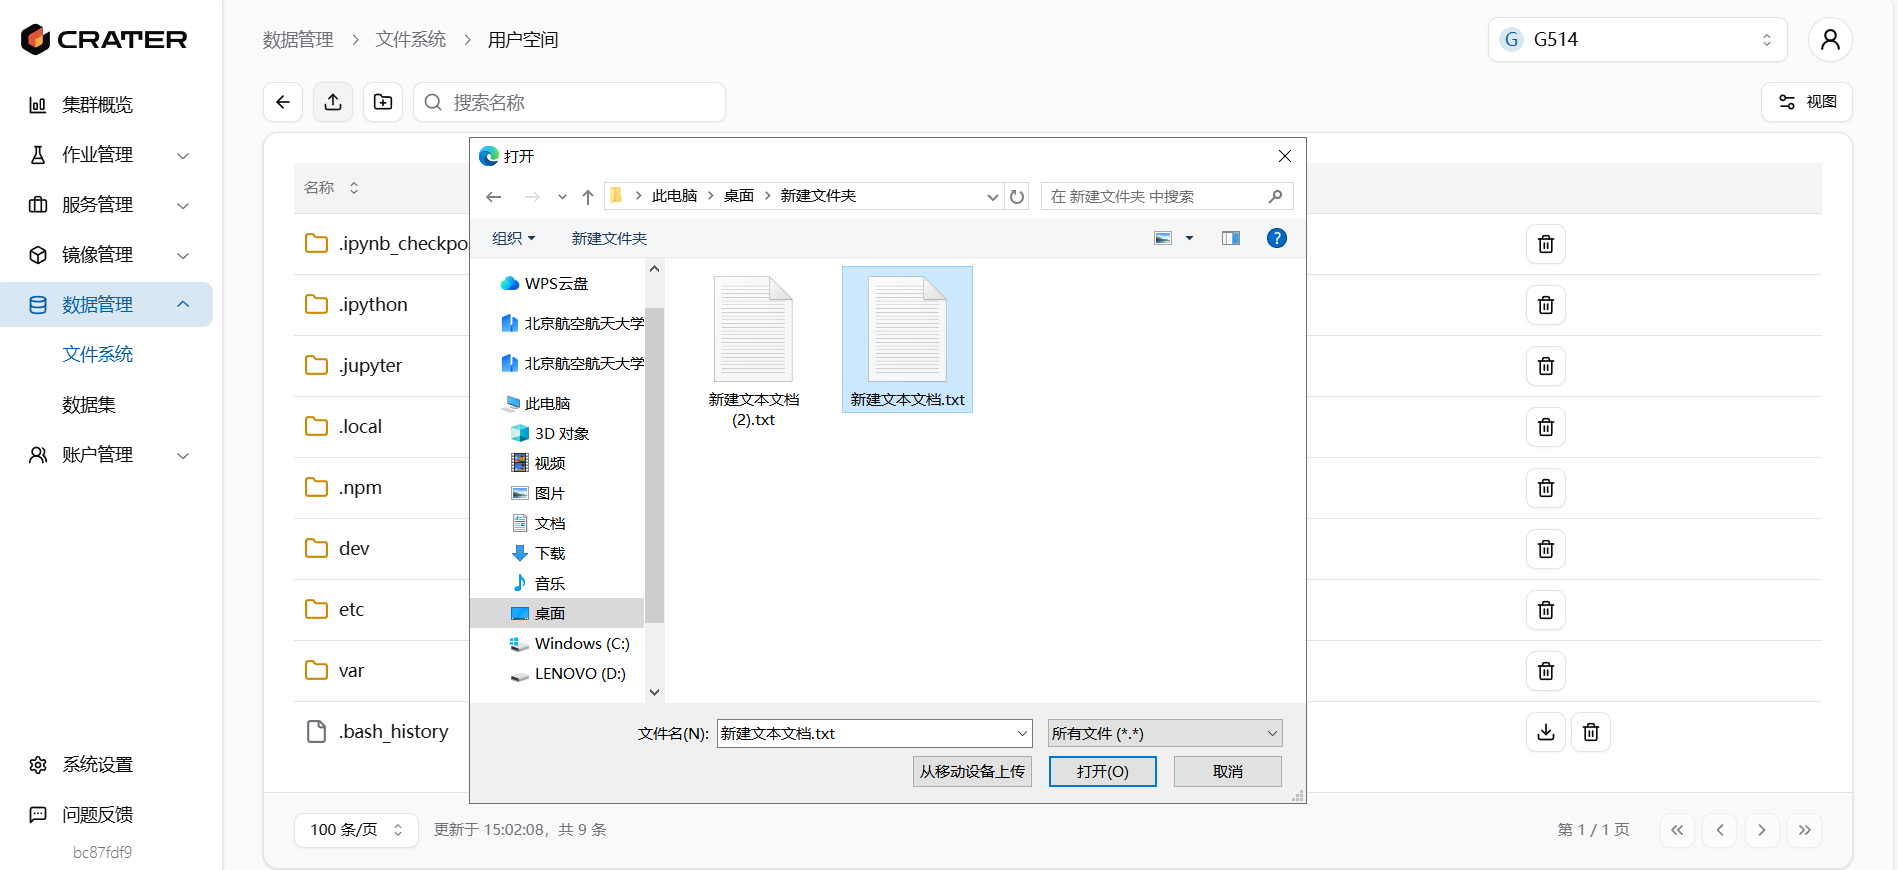 CRATER
数据管理 文件系统 用户空间
G G514
集群概览
作业管理
服务管理
镜像管理
数据管理
文件系统
数据集
账户管理
系统设置
问题反馈
bc87fdf9
搜索名称
视图
名称
.ipynb_checkpo
.ipython
.jupyter
.local
.npm
dev
etc
var
.bash_history
100 条/页 更新于 15:02:08，共 9 条
第 1 / 1 页
打开
此电脑 桌面 新建文件夹
在 新建文件夹 中搜索
组织 新建文件夹
WPS云盘
北京航空航天大学
北京航空航天大学
此电脑
3D 对象
视频
图片
文档
下载
音乐
桌面
Windows (C:)
LENOVO (D:)
新建文本文档
(2).txt
新建文本文档.txt
文件名(N): 新建文本文档.txt 所有文件 (*.*)
从移动设备上传 打开(O) 取消